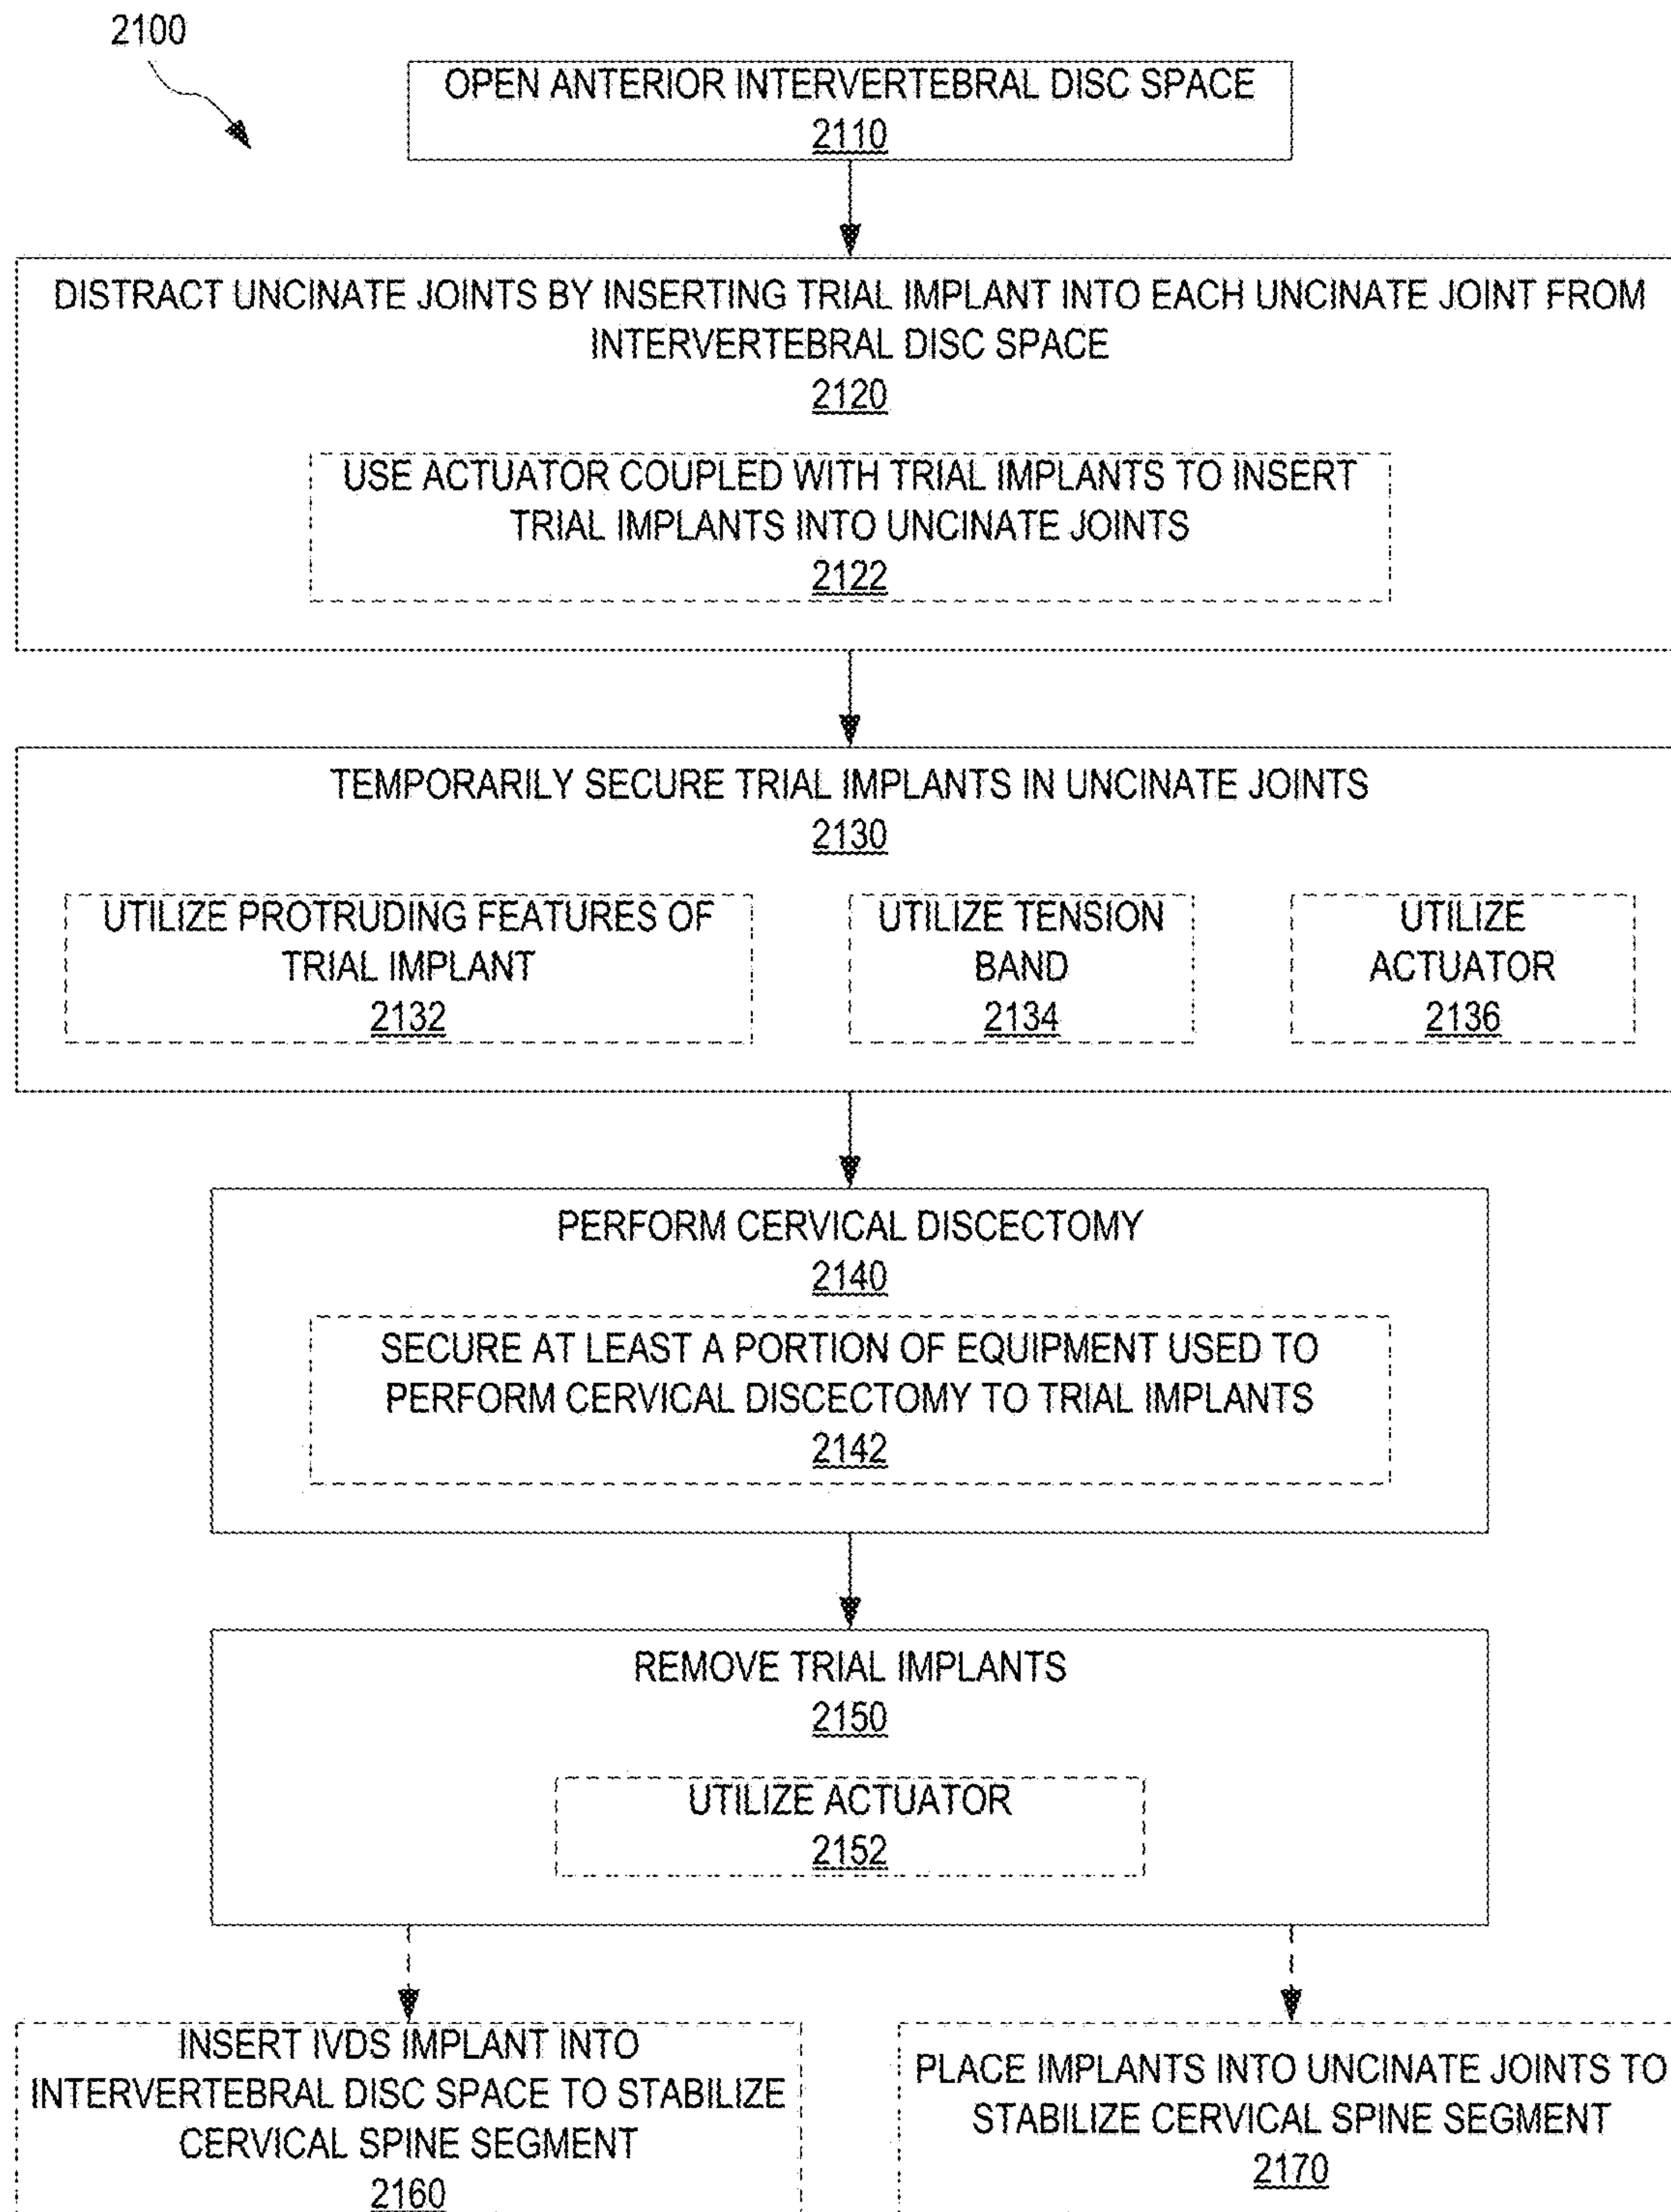 2100
OPEN ANTERIOR INTERVERTEBRAL DISC SPACE
2110
DISTRACT UNCINATE JOINTS BY INSERTING TRIAL IMPLANT INTO EACH UNCINATE JOINT FROM
INTERVERTEBRAL DISC SPACE
2120
USE ACTUATOR COUPLED WITH TRIAL IMPLANTS TO INSERT
TRIAL IMPLANTS INTO UNCINATE JOINTS
2122
TEMPORARILY SECURE TRIAL IMPLANTS IN UNCINATE JOINTS
2130
UTILIZE PROTRUDING FEATURES OF
TRIAL IMPLANT
2132
UTILIZE TENSION
BAND
2134
UTILIZE
ACTUATOR
2136
PERFORM CERVICAL DISCECTOMY
2140
SECURE AT LEAST A PORTION OF EQUIPMENT USED TO
PERFORM CERVICAL DISCECTOMY TO TRIAL IMPLANTS
2142
REMOVE TRIAL IMPLANTS
2150
UTILIZE ACTUATOR
2152
INSERT IVDS IMPLANT INTO
INTERVERTEBRAL DISC SPACE TO STABILIZE
CERVICAL SPINE SEGMENT
2160
PLACE IMPLANTS INTO UNCINATE JOINTS TO
STABILIZE CERVICAL SPINE SEGMENT
2170